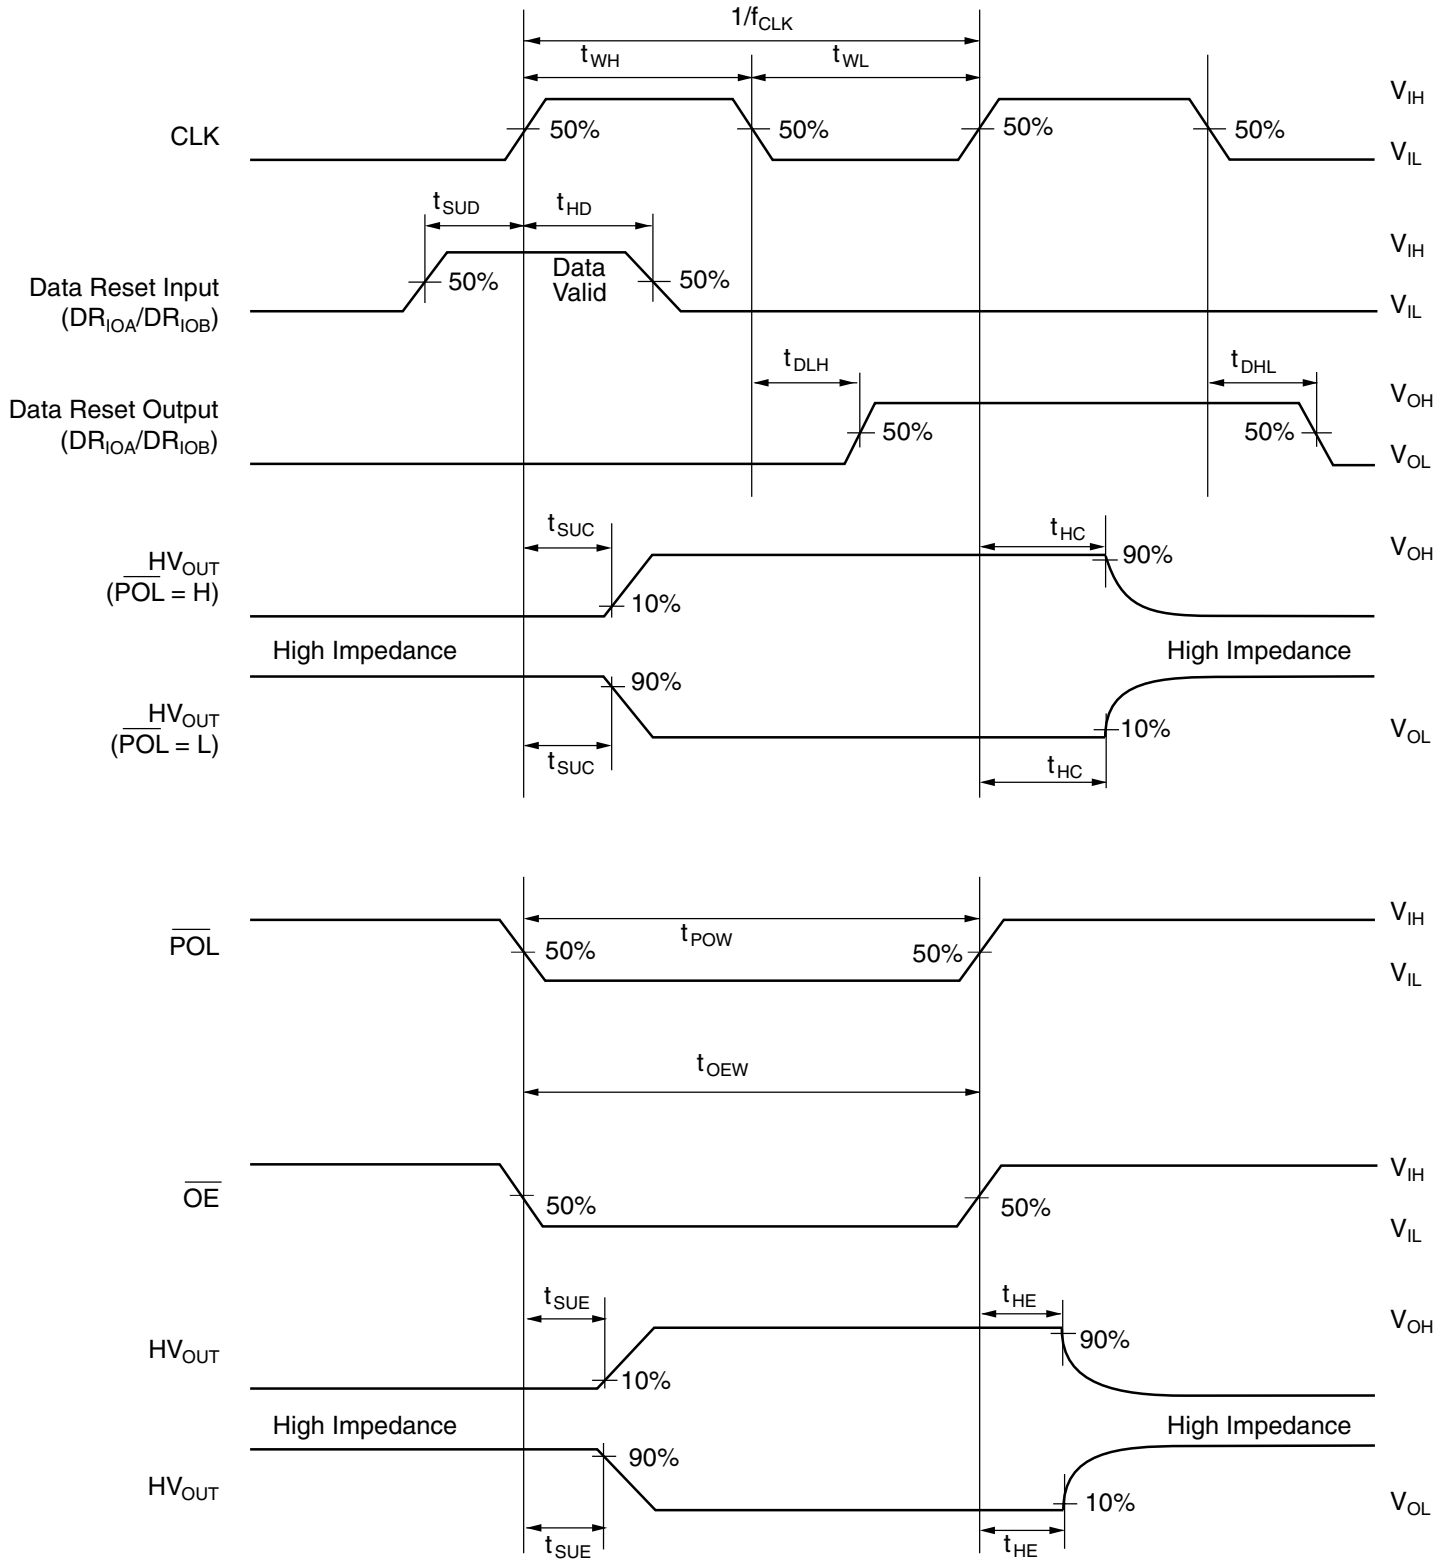 1/fCLK
tWH tWL
CLK 50% 50% 50% 50% VIH
VIL
tSUD tHD
Data Reset Input
(DRIOA/DRIOB)
50% Data
Valid 50% VIH
VIL
tDLH tDHL
Data Reset Output
(DRIOA/DRIOB)
50% 50% VOH
VOL
tSUC tHC
HVOUT
(P̅O̅L̅ = H)
10% 90% VOH
High Impedance High Impedance
HVOUT
(P̅O̅L̅ = L)
90% 10% VOL
tSUC tHC
P̅O̅L̅ 50% tPOW 50% VIH
VIL
tOEW
O̅E̅ 50% 50% VIH
VIL
tSUE tHE
HVOUT 10% 90% VOH
High Impedance High Impedance
HVOUT 90% 10% VOL
tSUE tHE